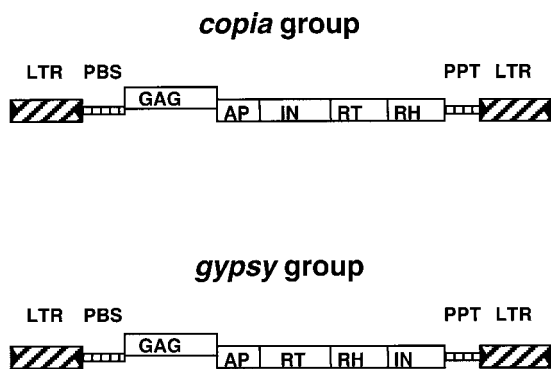 copia group
LTR PBS PPT LTR
GAG
AP IN RT RH
gypsy group
LTR PBS PPT LTR
GAG
AP RT RH IN